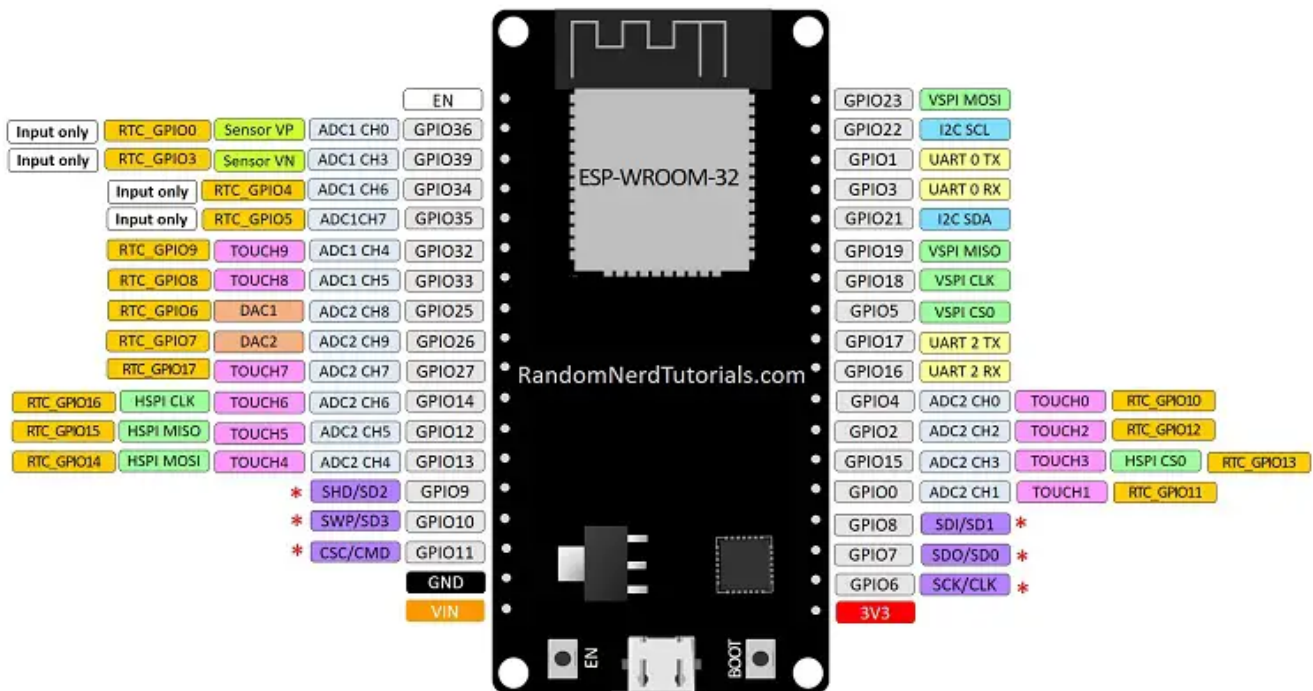 EN GPIO23 VSPI MOSI
Input only RTC_GPIO0 Sensor VP ADC1 CH0 GPIO36 GPIO22 I2C SCL
Input only RTC_GPIO3 Sensor VN ADC1 CH3 GPIO39 GPIO1 UART 0 TX
ESP-WROOM-32
Input only RTC_GPIO4 ADC1 CH6 GPIO34 GPIO3 UART 0 RX
Input only RTC_GPIO5 ADC1CH7 GPIO35 GPIO21 I2C SDA
RTC_GPIO9 TOUCH9 ADC1 CH4 GPIO32 GPIO19 VSPI MISO
RTC_GPIO8 TOUCH8 ADC1 CH5 GPIO33 GPIO18 VSPI CLK
RTC_GPIO6 DAC1 ADC2 CH8 GPIO25 GPIO5 VSPI CS0
RTC_GPIO7 DAC2 ADC2 CH9 GPIO26 GPIO17 UART 2 TX
RTC_GPIO17 TOUCH7 ADC2 CH7 GPIO27 RandomNerdTutorials.com GPIO16 UART 2 RX
RTC_GPIO16 HSPI CLK TOUCH6 ADC2 CH6 GPIO14 GPIO4 ADC2 CH0 TOUCH0 RTC_GPIO10
RTC_GPIO15 HSPI MISO TOUCH5 ADC2 CH5 GPIO12 GPIO2 ADC2 CH2 TOUCH2 RTC_GPIO12
RTC_GPIO14 HSPI MOSI TOUCH4 ADC2 CH4 GPIO13 GPIO15 ADC2 CH3 TOUCH3 HSPI CS0 RTC_GPIO13
* SHD/SD2 GPIO9 GPIO0 ADC2 CH1 TOUCH1 RTC_GPIO11
* SWP/SD3 GPIO10 GPIO8 SDI/SD1 *
* CSC/CMD GPIO11 GPIO7 SDO/SD0 *
GND GPIO6 SCK/CLK *
VIN 3V3
EN BOOT